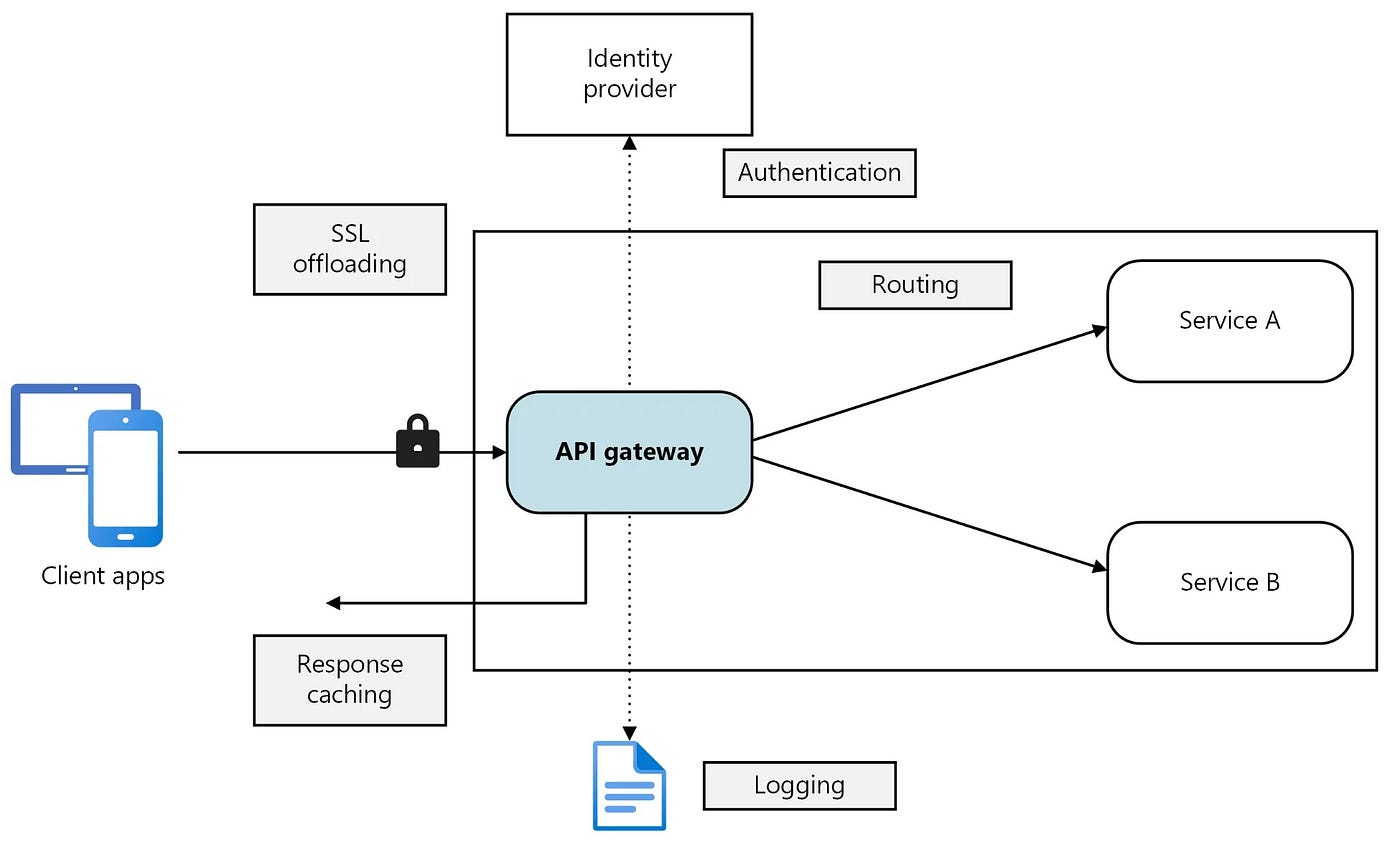 Identity
provider
Authentication
SSL
offloading
Routing
Service A
API gateway
Client apps
Service B
Response
caching
Logging